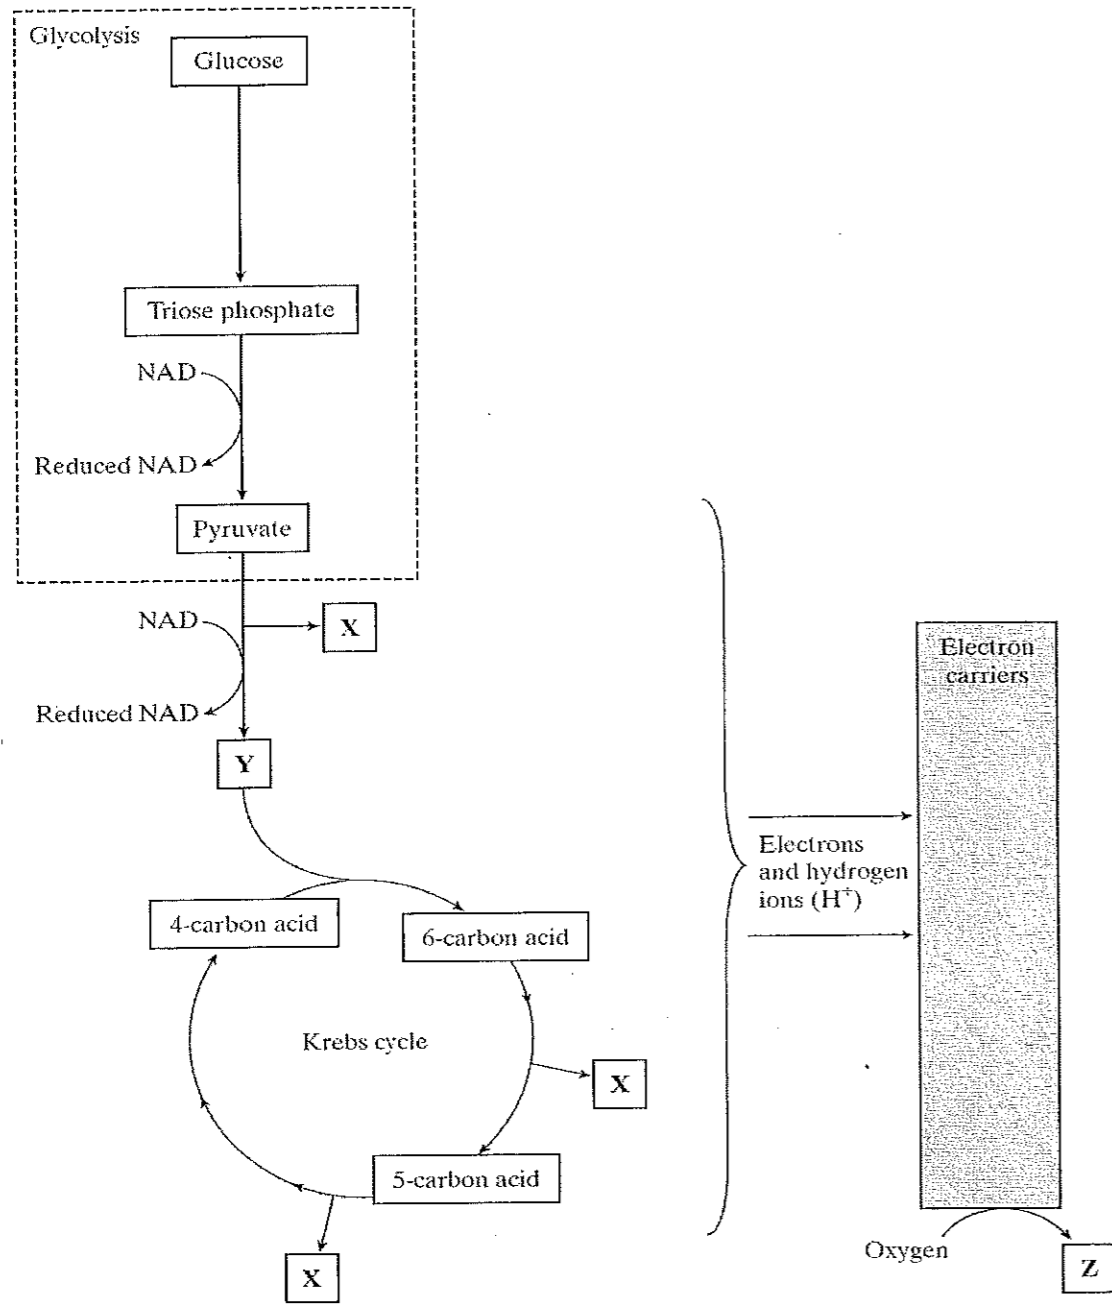 Glycolysis
Glucose
Triose phosphate
NAD
Reduced NAD
Pyruvate
NAD
X
Reduced NAD
Y
4-carbon acid
6-carbon acid
Krebs cycle
X
5-carbon acid
X
Electrons
and hydrogen
ions (H⁺)
Electron
carriers
Oxygen
Z